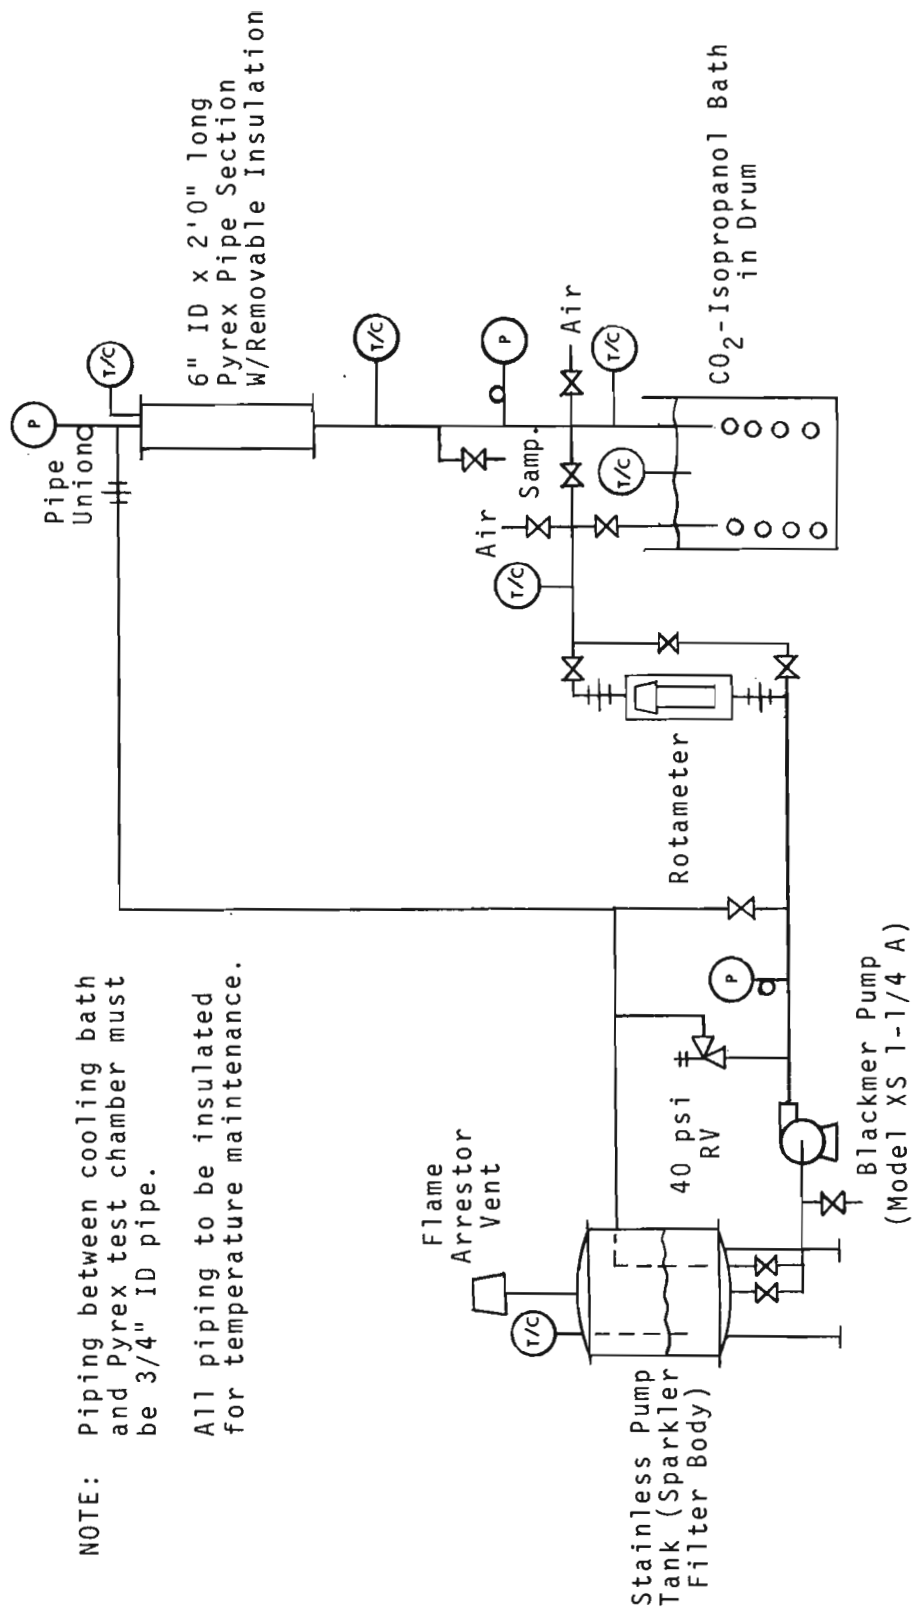 NOTE: Piping between cooling bath
and Pyrex test chamber must
be 3/4" ID pipe.
All piping to be insulated
for temperature maintenance.
P
Pipe
Union
T/C
6" ID x 2'0" long
Pyrex Pipe Section
W/Removable Insulation
T/C
P
Air
Samp.
Air
T/C
T/C
T/C
CO2-Isopropanol Bath
in Drum
Rotameter
P
40 psi
RV
Flame
Arrestor
Vent
T/C
Stainless Pump
Tank (Sparkler
Filter Body)
Blackmer Pump
(Model XS 1-1/4 A)